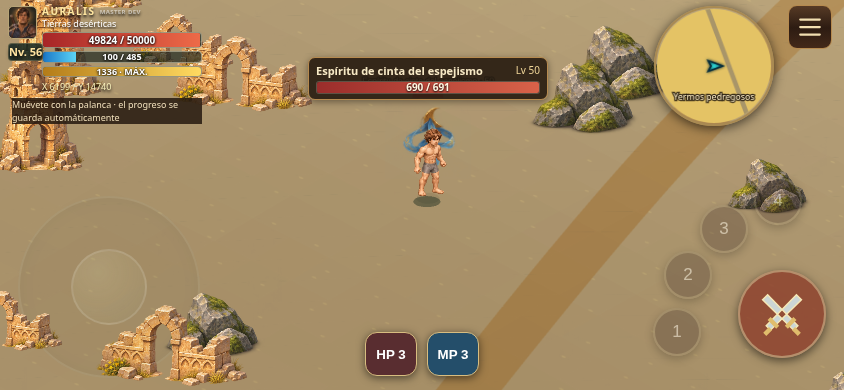 AURALIS MASTER DEV
Tierras desérticas
49824 / 50000
Nv. 56
100 / 485
1336 · MAX.
14740
Muévete con la palanca · el progreso se
guarda automáticamente
Espíritu de cinta del espejismo Lv 50
690 / 691
Yermos pedregosos
4
3
2
1
HP 3
MP 3